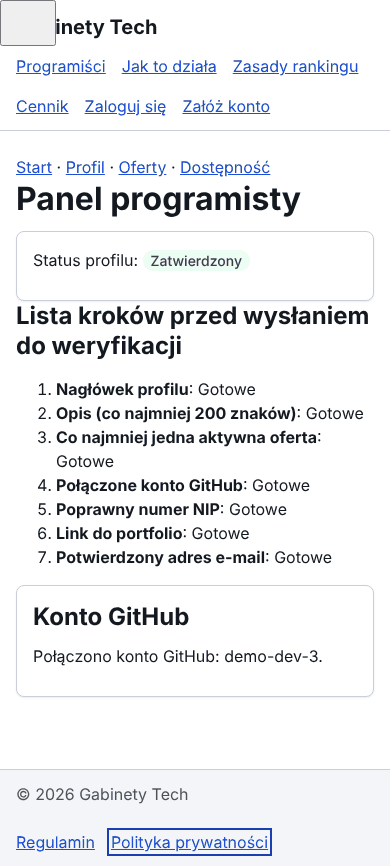 inety Tech
Programiści Jak to działa Zasady rankingu
Cennik Zaloguj się Załóż konto
Start · Profil · Oferty · Dostępność
Panel programisty
Status profilu: Zatwierdzony
Lista kroków przed wysłaniem
do weryfikacji
1. Nagłówek profilu: Gotowe
2. Opis (co najmniej 200 znaków): Gotowe
3. Co najmniej jedna aktywna oferta:
Gotowe
4. Połączone konto GitHub: Gotowe
5. Poprawny numer NIP: Gotowe
6. Link do portfolio: Gotowe
7. Potwierdzony adres e-mail: Gotowe
Konto GitHub
Połączono konto GitHub: demo-dev-3.
© 2026 Gabinety Tech
Regulamin Polityka prywatności